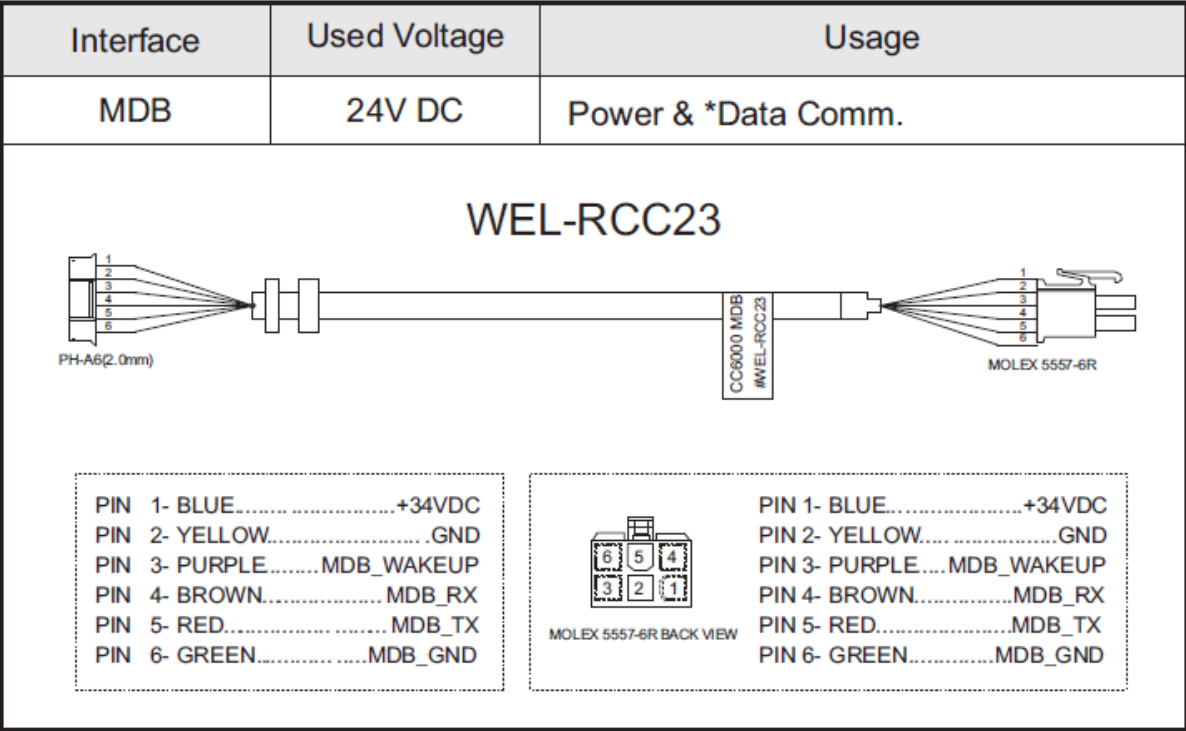 Interface Used Voltage Usage
MDB 24V DC Power & *Data Comm.
WEL-RCC23
1
2
3
4
5
6
PH-A6(2.0mm)
CC6000 MDB
#WEL-RCC23
1
2
3
4
5
6
MOLEX 5557-6R
PIN 1- BLUE............................+34VDC
PIN 2- YELLOW...........................GND
PIN 3- PURPLE.........MDB_WAKEUP
PIN 4- BROWN.....................MDB_RX
PIN 5- RED...........................MDB_TX
PIN 6- GREEN..................MDB_GND
6 5 4
3 2 1
MOLEX 5557-6R BACK VIEW
PIN 1- BLUE.......................+34VDC
PIN 2- YELLOW.......................GND
PIN 3- PURPLE.....MDB_WAKEUP
PIN 4- BROWN.................MDB_RX
PIN 5- RED.......................MDB_TX
PIN 6- GREEN..............MDB_GND